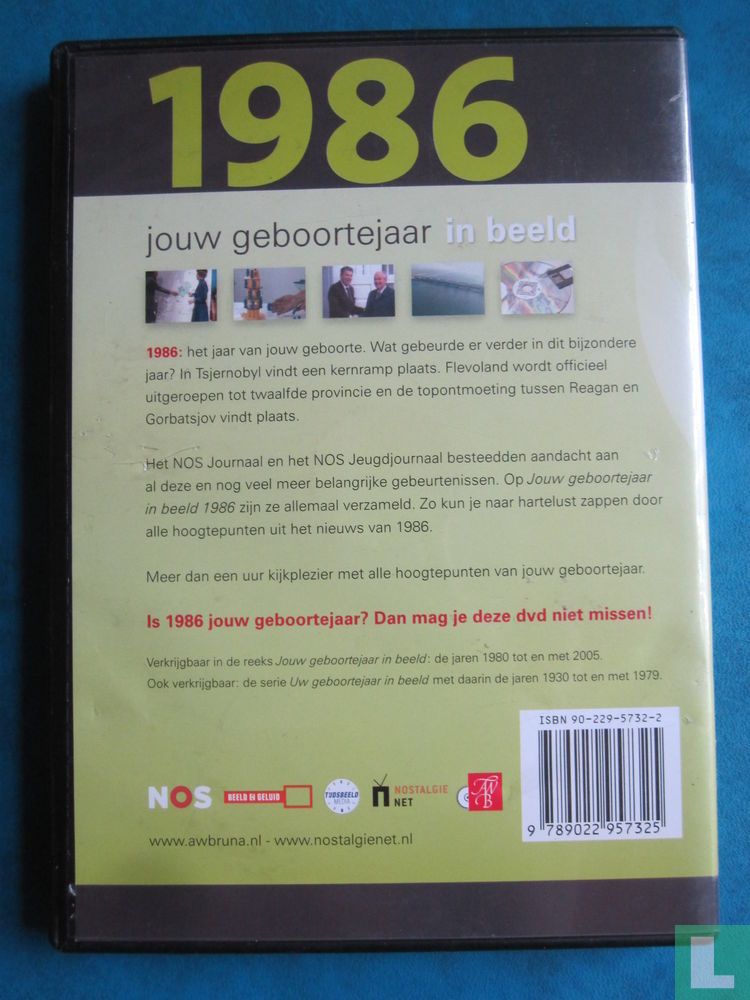 1986
jouw geboortejaar in beeld
1986: het jaar van jouw geboorte. Wat gebeurde er verder in dit bijzondere
jaar? In Tsjernobyl vindt een kernramp plaats. Flevoland wordt officieel
uitgeroepen tot twaalfde provincie en de topontmoeting tussen Reagan en
Gorbatsjov vindt plaats.
Het NOS Journaal en het NOS Jeugdjournaal besteedden aandacht aan
al deze en nog veel meer belangrijke gebeurtenissen. Op Jouw geboortejaar
in beeld 1986 zijn ze allemaal verzameld. Zo kun je naar hartelust zappen door
alle hoogtepunten uit het nieuws van 1986.
Meer dan een uur kijkplezier met alle hoogtepunten van jouw geboortejaar.
Is 1986 jouw geboortejaar? Dan mag je deze dvd niet missen!
Verkrijgbaar in de reeks Jouw geboortejaar in beeld: de jaren 1980 tot en met 2005.
Ook verkrijgbaar: de serie Uw geboortejaar in beeld met daarin de jaren 1930 tot en met 1979.
ISBN 90-229-5732-2
9 789022 957325
NOS
BEELD EN GELUID
TIJDSBEELD
MEDIA
NOSTALGIE
NET
AWB
www.awbruna.nl - www.nostalgienet.nl
L